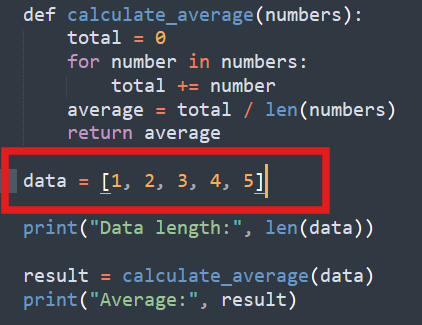 def calculate_average(numbers):
    total = 0
    for number in numbers:
        total += number
    average = total / len(numbers)
    return average

data = [1, 2, 3, 4, 5]

print("Data length:", len(data))

result = calculate_average(data)
print("Average:", result)